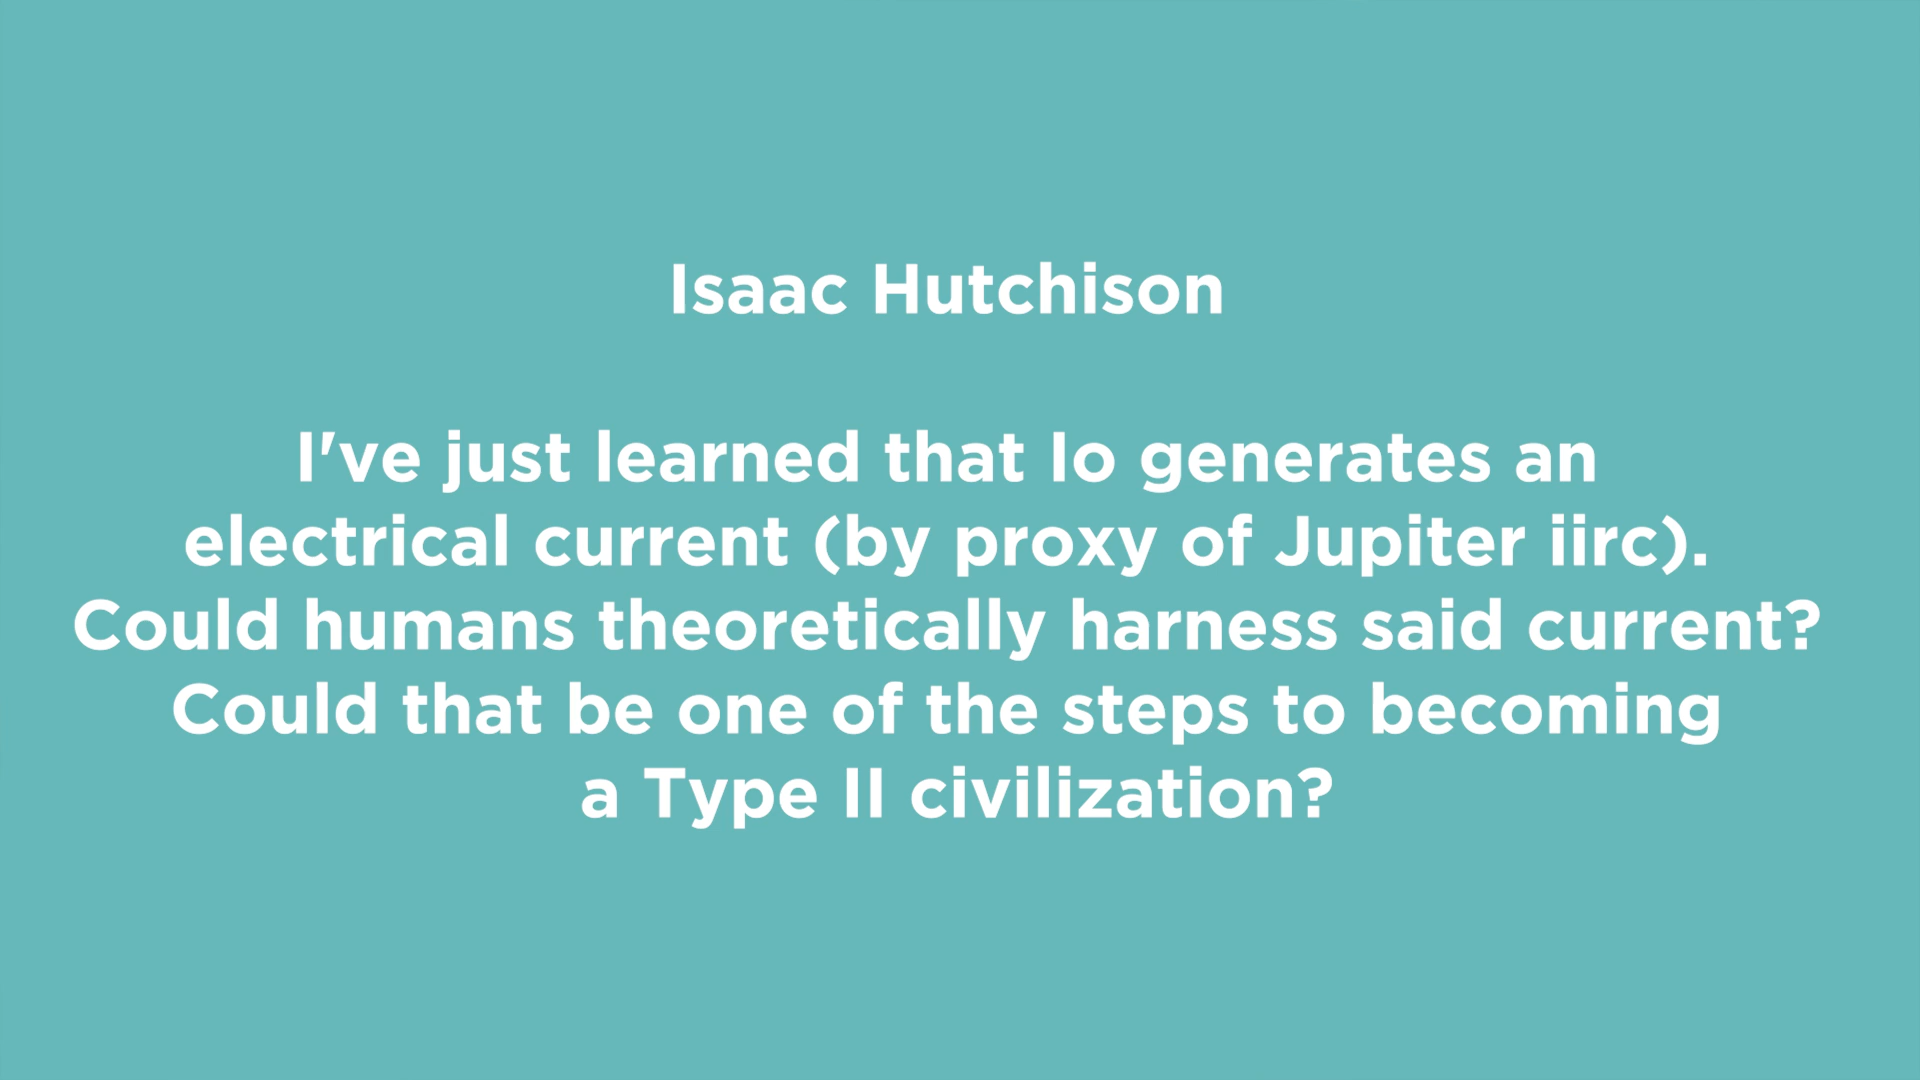 Isaac Hutchison
I've just learned that Io generates an
electrical current (by proxy of Jupiter iirc).
Could humans theoretically harness said current?
Could that be one of the steps to becoming
a Type II civilization?